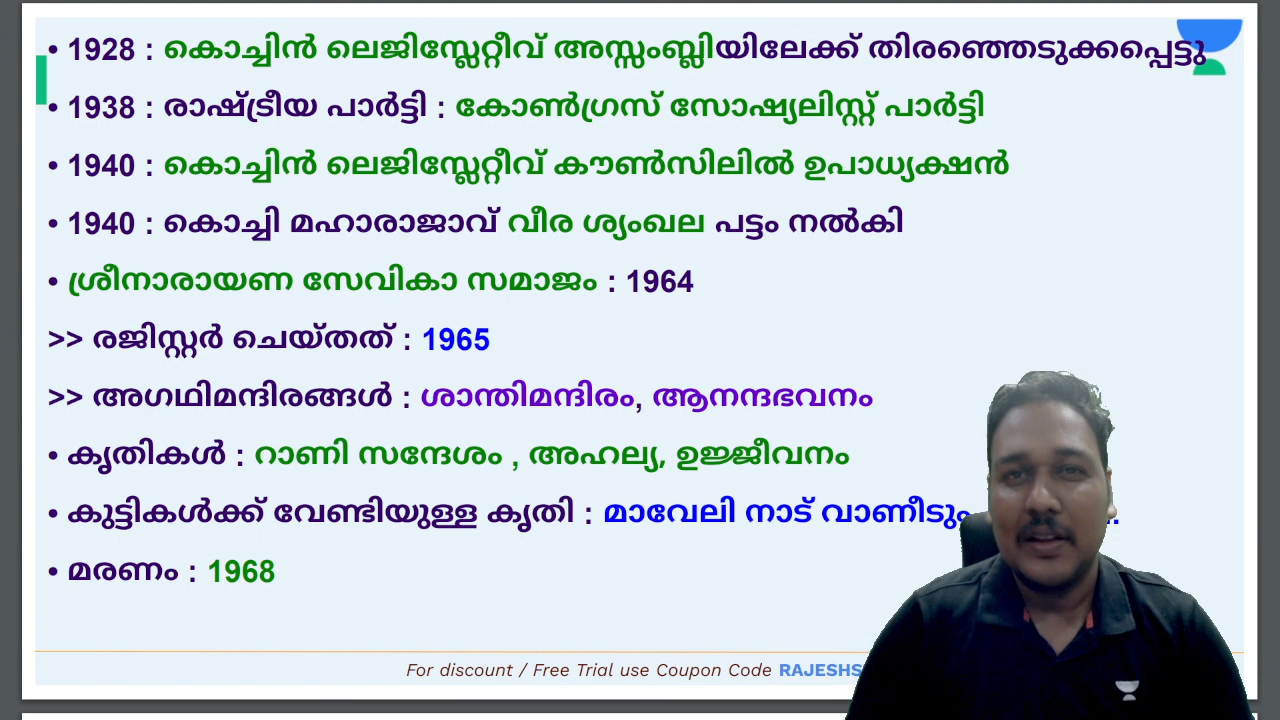 • 1928 : കൊച്ചിൻ ലെജിസ്ലേറ്റീവ് അസ്സംബ്ലിയിലേക്ക് തിരഞ്ഞെടുക്കപ്പെട്ടു
• 1938 : രാഷ്ട്രീയ പാർട്ടി : കോൺഗ്രസ് സോഷ്യലിസ്റ്റ് പാർട്ടി
• 1940 : കൊച്ചിൻ ലെജിസ്ലേറ്റീവ് കൗൺസിലിൽ ഉപാധ്യക്ഷൻ
• 1940 : കൊച്ചി മഹാരാജാവ് വീര ശ്യംഖല പട്ടം നൽകി
• ശ്രീനാരായണ സേവികാ സമാജം : 1964
>> രജിസ്റ്റർ ചെയ്തത് : 1965
>> അഗഥിമന്ദിരങ്ങൾ : ശാന്തിമന്ദിരം, ആനന്ദഭവനം
• കൃതികൾ : റാണി സന്ദേശം , അഹല്യ, ഉജ്ജീവനം
• കുട്ടികൾക്ക് വേണ്ടിയുള്ള കൃതി : മാവേലി നാട് വാണീടും
• മരണം : 1968
For discount / Free Trial use Coupon Code RAJESHS